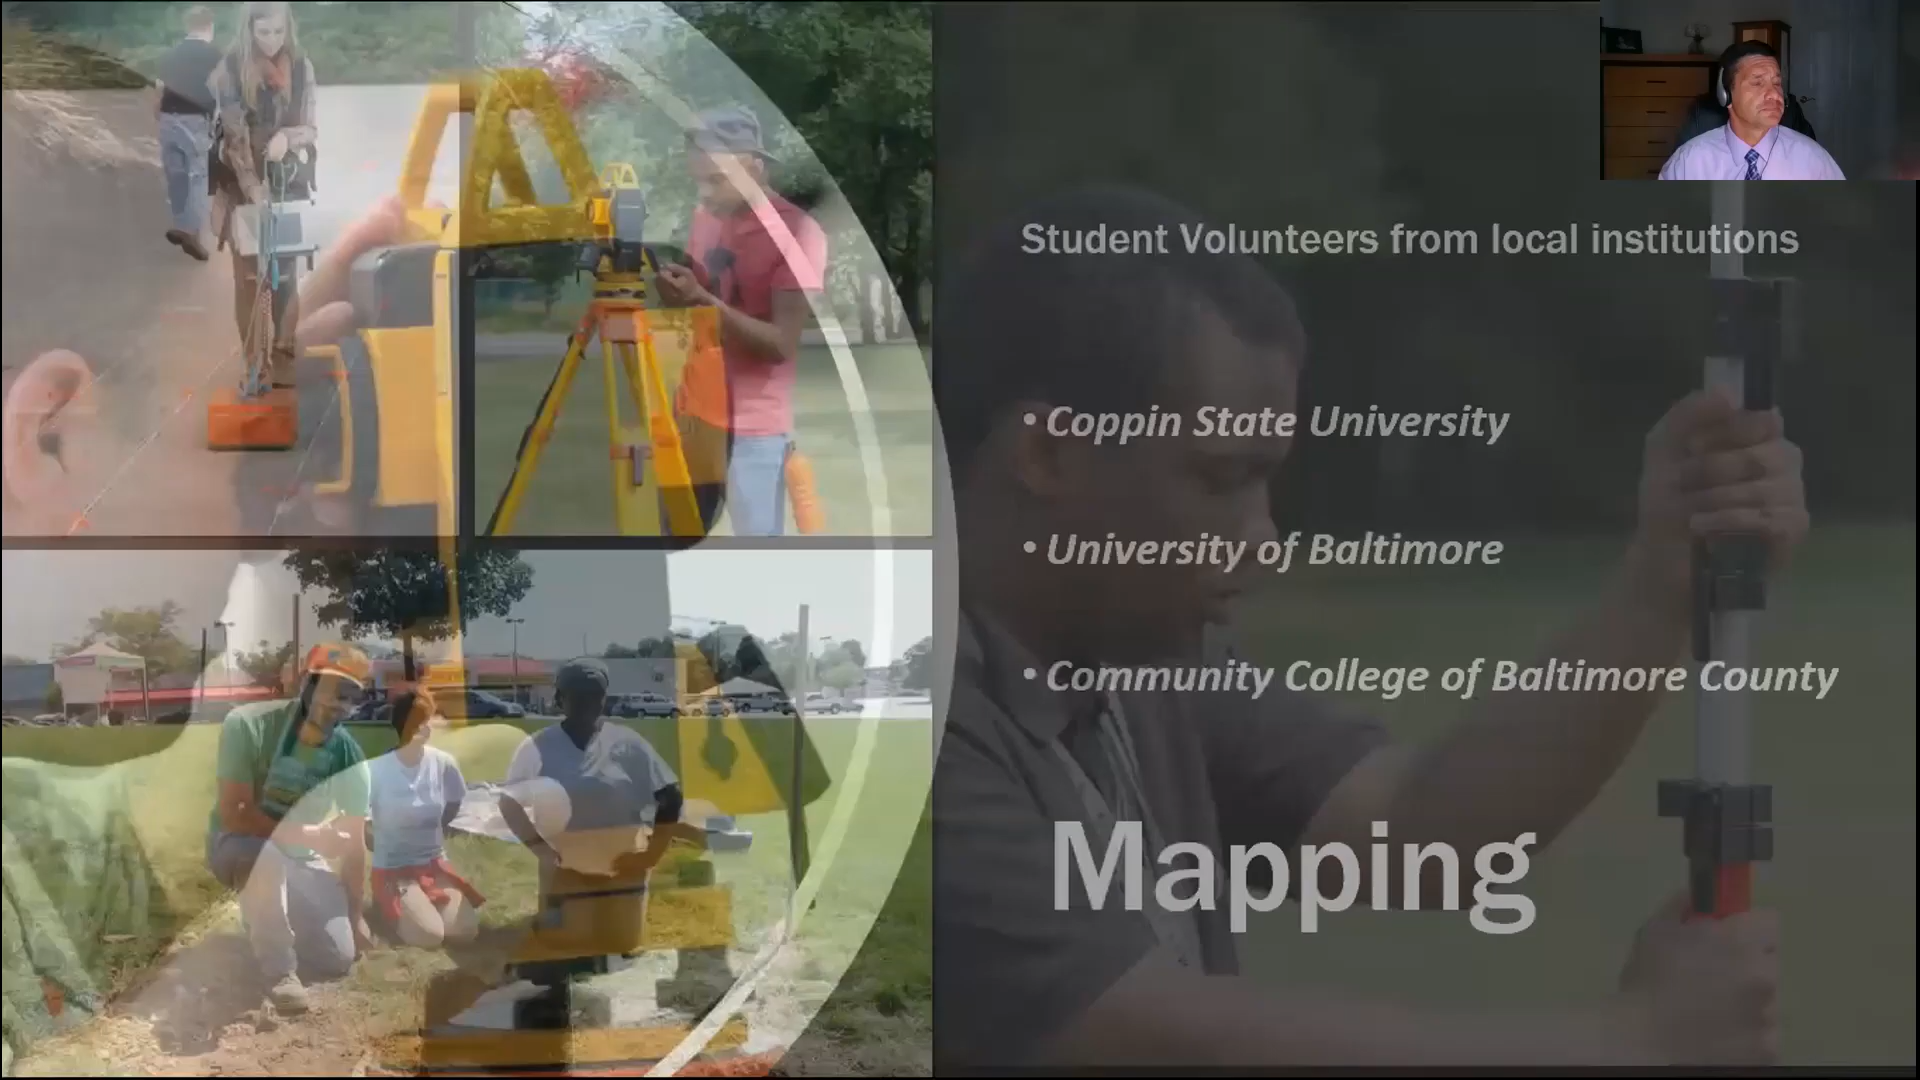 Student Volunteers from local institutions
• Coppin State University
• University of Baltimore
• Community College of Baltimore County
Mapping